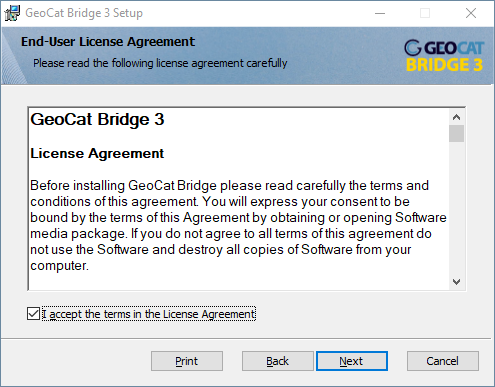 GeoCat Bridge 3 Setup
End-User License Agreement
Please read the following license agreement carefully
GEOCAT
BRIDGE 3
GeoCat Bridge 3
License Agreement
Before installing GeoCat Bridge please read carefully the terms and
conditions of this agreement. You will express your consent to be
bound by the terms of this Agreement by obtaining or opening Software
media package. If you do not agree to all terms of this agreement do
not use the Software and destroy all copies of Software from your
computer.
I accept the terms in the License Agreement
Print
Back
Next
Cancel